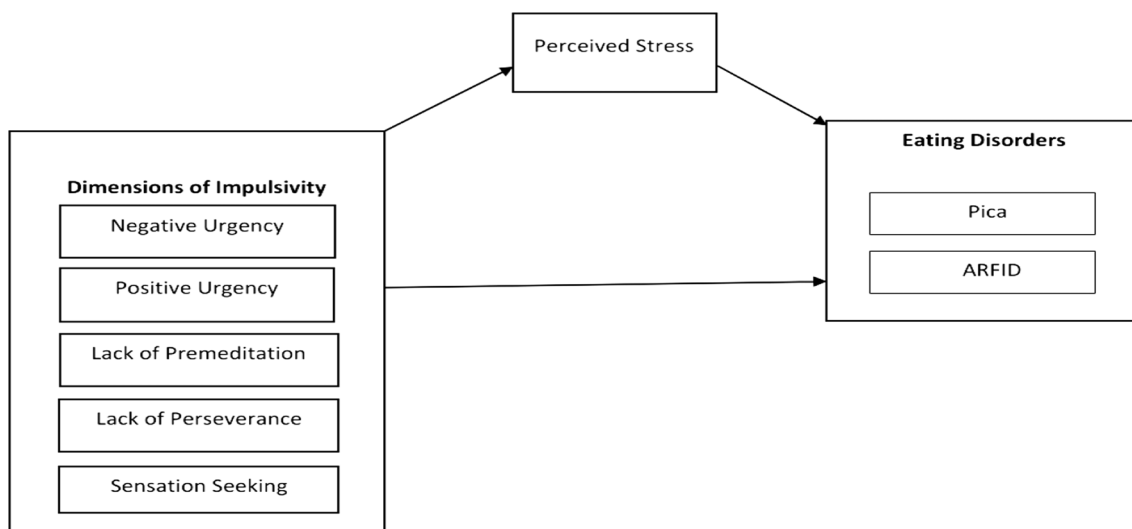 Perceived Stress
Dimensions of Impulsivity
Negative Urgency
Positive Urgency
Lack of Premeditation
Lack of Perseverance
Sensation Seeking
Eating Disorders
Pica
ARFID